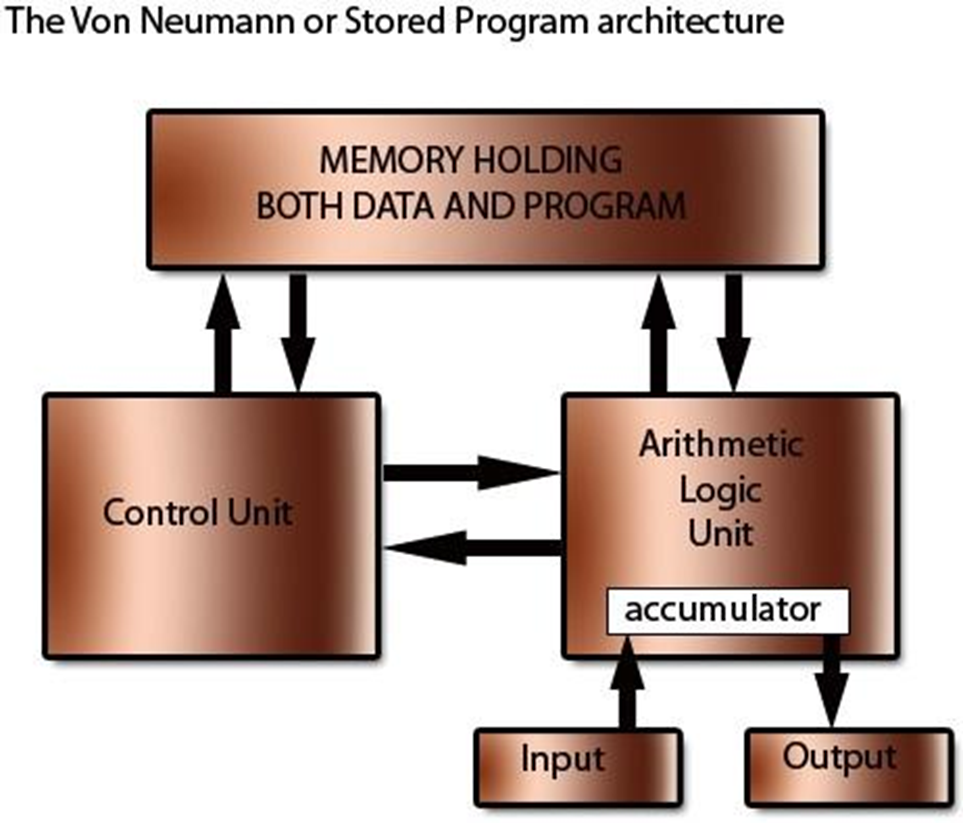 The Von Neumann or Stored Program architecture
MEMORY HOLDING
BOTH DATA AND PROGRAM
Control Unit
Arithmetic
Logic
Unit
accumulator
Input
Output